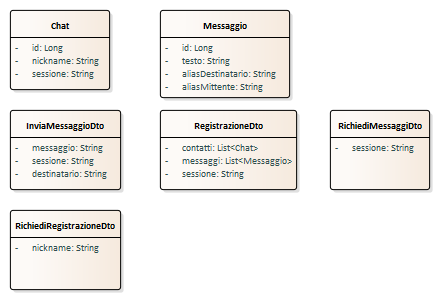 Chat
- id: Long
- nickname: String
- sessione: String
Messaggio
- id: Long
- testo: String
- aliasDestinatario: String
- aliasMittente: String
InviaMessaggioDto
- messaggio: String
- sessione: String
- destinatario: String
RegistrazioneDto
- contatti: List<Chat>
- messaggi: List<Messaggio>
- sessione: String
RichiediMessaggiDto
- sessione: String
RichiediRegistrazioneDto
- nickname: String